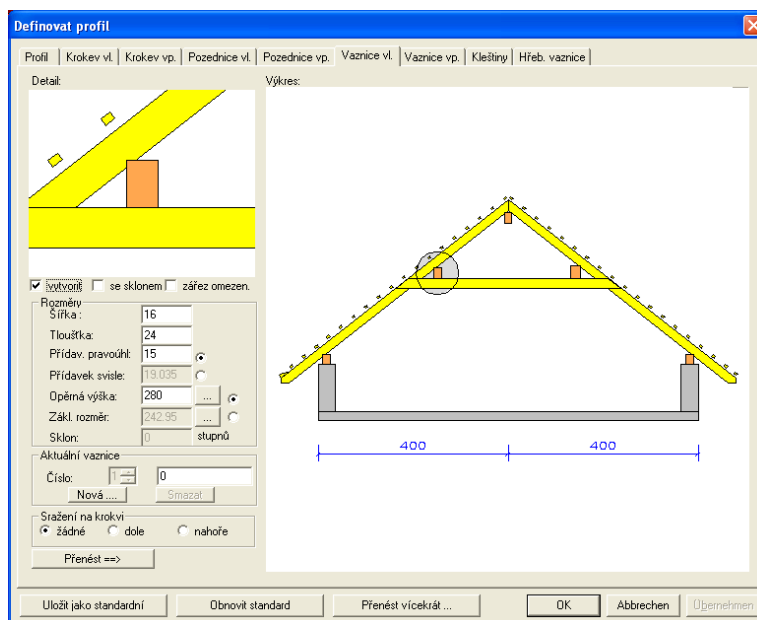 Definovat profil
Profil Krokev vl. Krokev vp. Pozednice vl. Pozednice vp. Vaznice vl. Vaznice vp. Kleštiny Hřeb. vaznice
Detail:
Výkres:
vytvořit se sklonem zářez omezen.
Rozměry
Šířka : 16
Tloušťka: 24
Přídav. pravoúhl: 15
Přídavek svisle: 19.035
Opěrná výška: 280 ...
Zákl. rozměr: 242.95 ...
Sklon: 0 stupnů
Aktuální vaznice
Číslo: 1 0
Nová .... Smazat
Sražení na krokvi
žádné dole nahoře
Přenést ==>
400 400
Uložit jako standardní Obnovit standard Přenést vícekrát ... OK Abbrechen Übernehmen